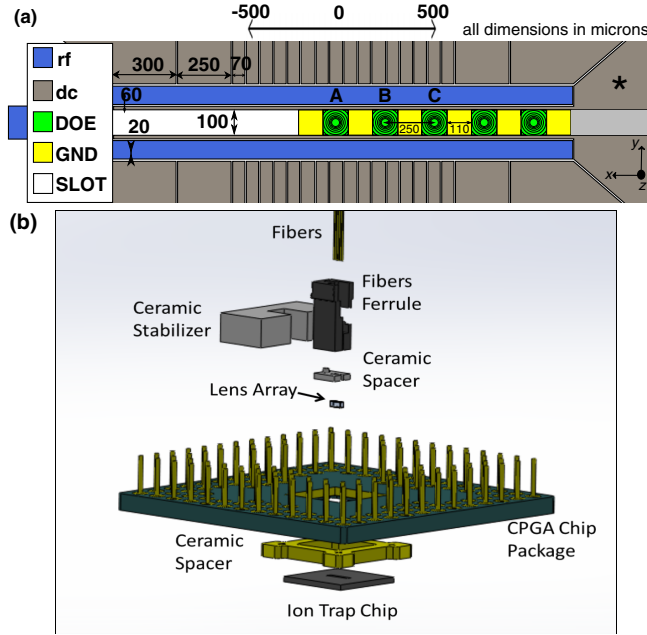 (a)
-500 0 500
all dimensions in microns
rf
dc
DOE
GND
SLOT
300 250 70
60
A B C
*
100
20
250 110
y
x z
(b)
Fibers
Fibers
Ferrule
Ceramic
Stabilizer
Ceramic
Spacer
Lens Array
CPGA Chip
Package
Ceramic
Spacer
Ion Trap Chip